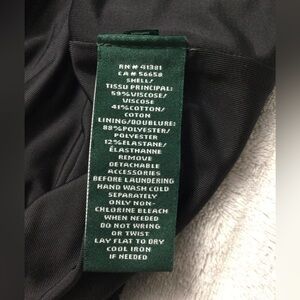 RN # 41381
CA # 56658
SHELL/
TISSU PRINCIPAL:
59% VISCOSE/
VISCOSE
41% COTTON/
COTON
LINING/DOUBLURE:
88% POLYESTER/
POLYESTER
12% ELASTANE/
ÉLASTHANNE
REMOVE
DETACHABLE
ACCESSORIES
BEFORE LAUNDERING
HAND WASH COLD
SEPARATELY
ONLY NON-
CHLORINE BLEACH
WHEN NEEDED
DO NOT WRING
OR TWIST
LAY FLAT TO DRY
COOL IRON
IF NEEDED